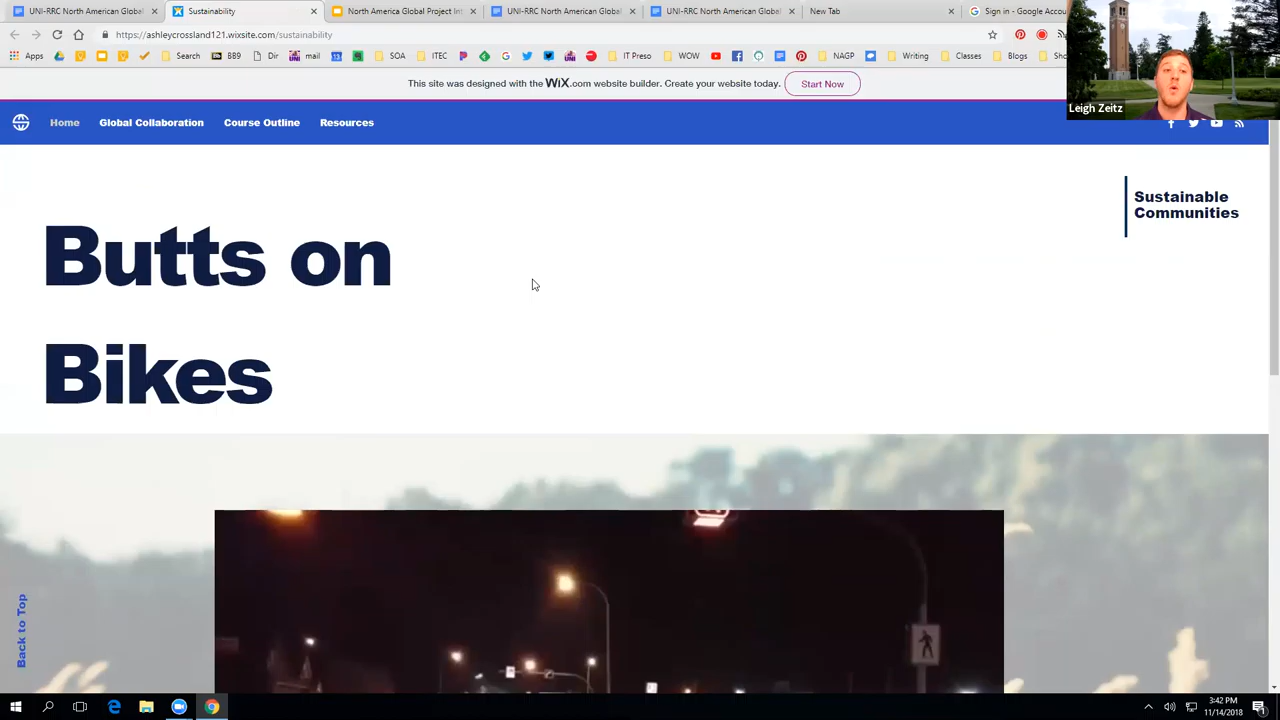 UNI-RRC North American Global
Sustainability
North America Global Project Int
UNI-RRC North American Global
UNI-RRC North American Global
New Tab
Sign in - Google Accou
https://ashleycrossland121.wixsite.com/sustainability
Apps
Search
BB9
Dir
mail
SOA
ITEC
IT Preso
WOW
NAGP
Writing
Classes
Blogs
Sho
This site was designed with the WiX.com website builder. Create your website today.
Start Now
Leigh Zeitz
Home
Global Collaboration
Course Outline
Resources
Sustainable
Communities
Butts on
Bikes
Back to Top
3:42 PM
11/14/2018